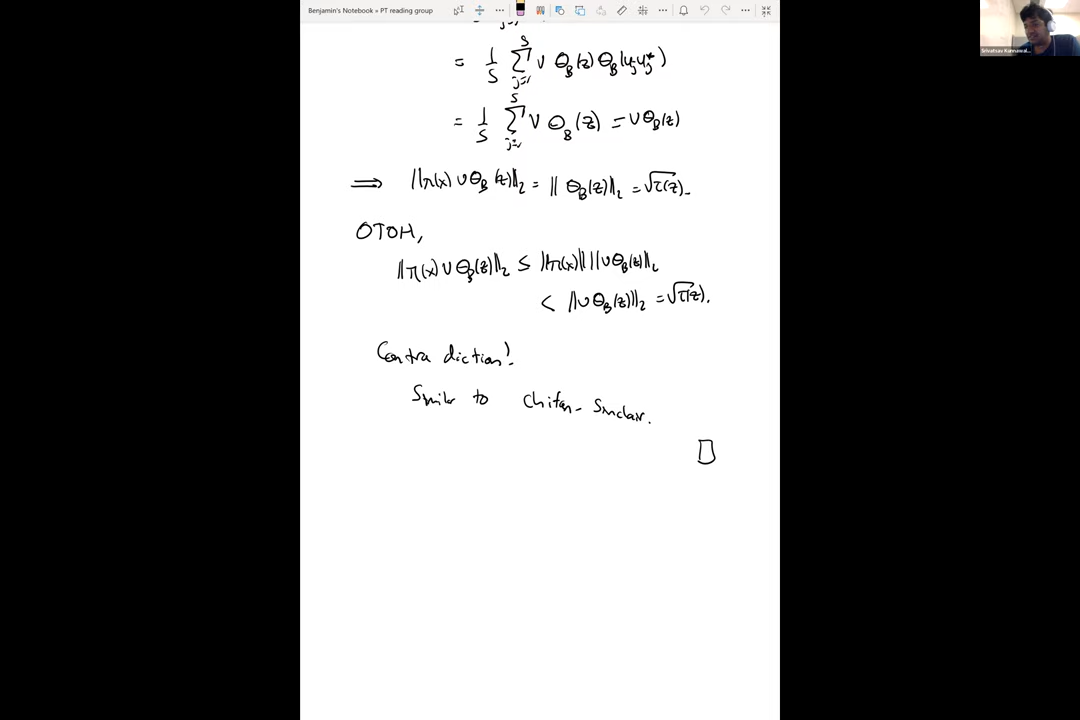 Benjamin's Notebook » PT reading group
= 1/S ∑_{j=1}^{S} V Θ_B(z) Θ_B(u_j u_j*)
= 1/S ∑_{j=1}^{S} V Θ_B(z) = V Θ_B(z)
⟹ ||π(x) V Θ_B(z)||_2 = || Θ_B(z)||_2 = √τ(z).
OTOH,
||π(x) V Θ_B(z)||_2 ≤ ||π(x)|| ||V Θ_B(z)||_2
< ||V Θ_B(z)||_2 = √τ(z).
Contradiction!
Similar to Chifan-Sinclair.
□